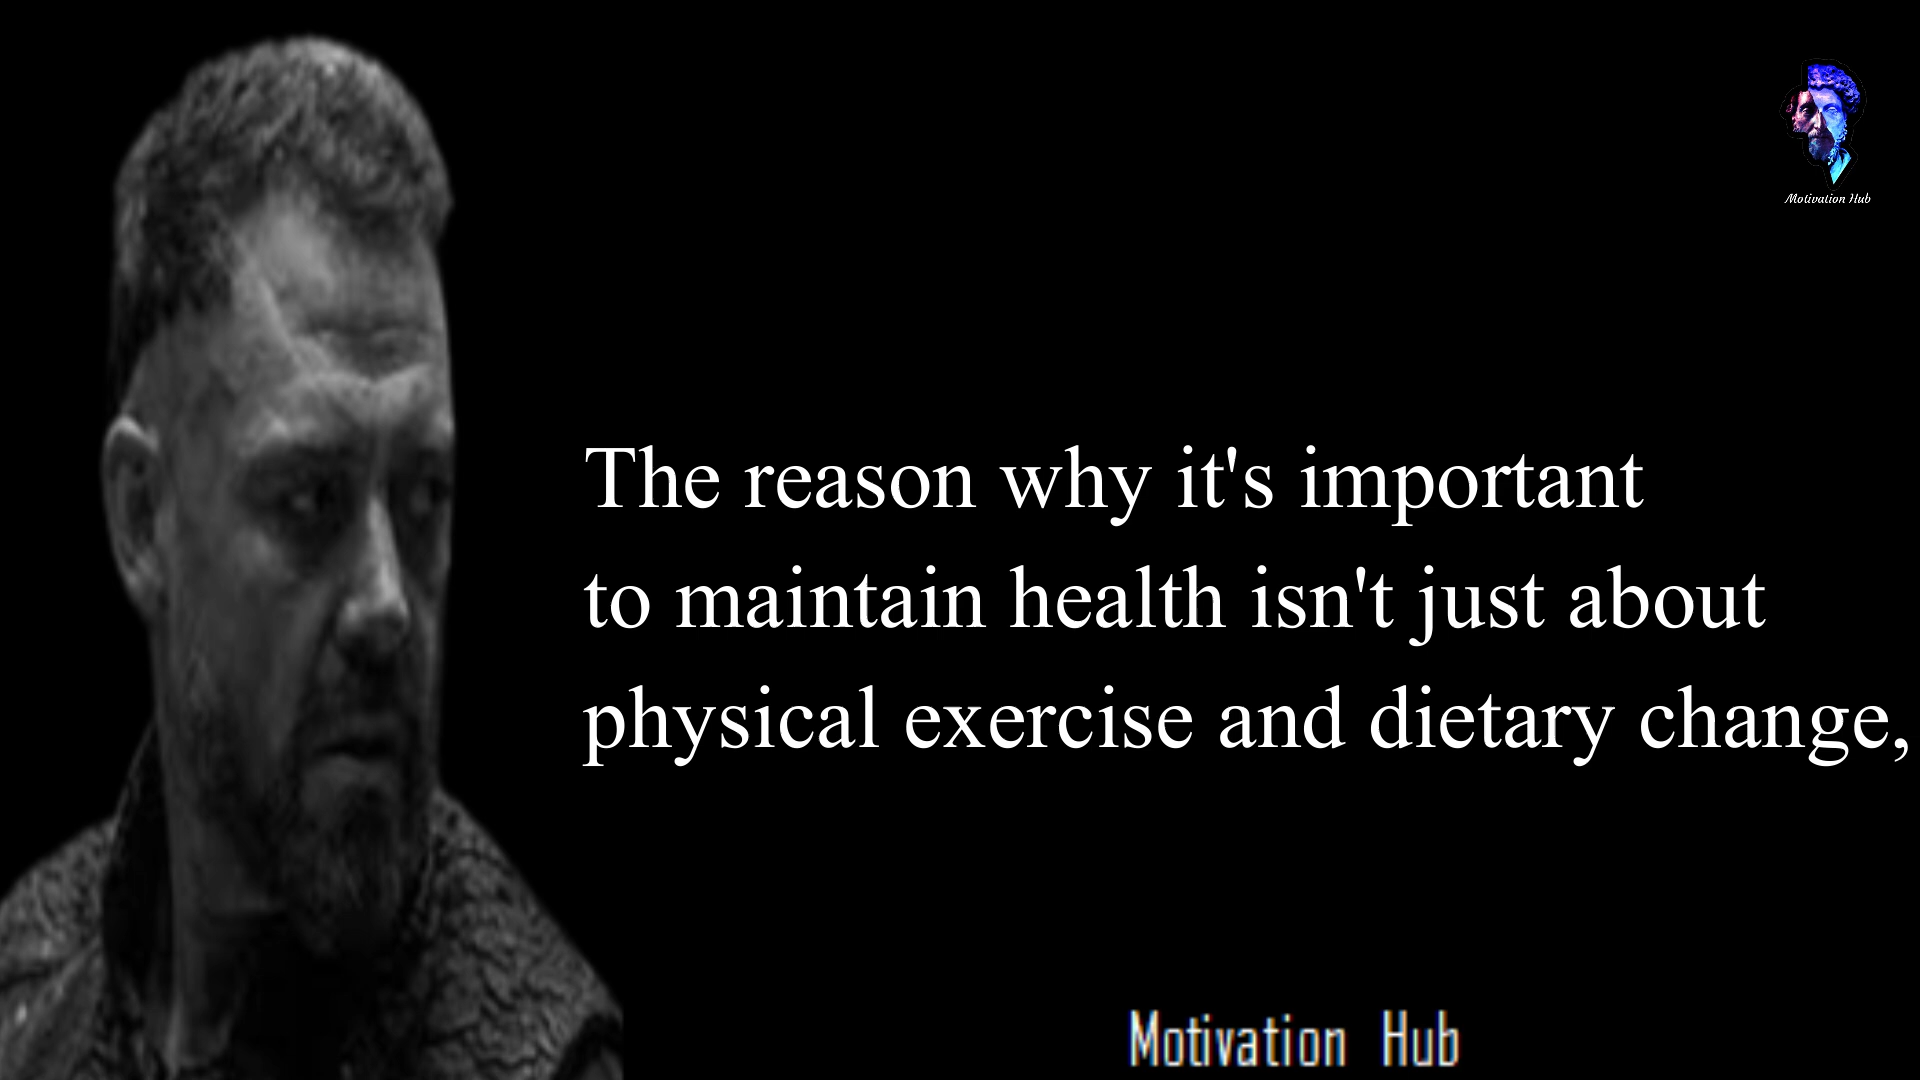 Motivation Hub
The reason why it's important
to maintain health isn't just about
physical exercise and dietary change,
Motivation Hub